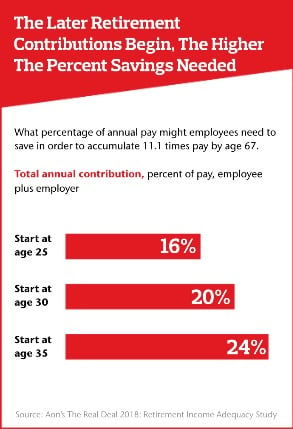 The Later Retirement
Contributions Begin, The Higher
The Percent Savings Needed
What percentage of annual pay might employees need to
save in order to accumulate 11.1 times pay by age 67.
Total annual contribution, percent of pay, employee
plus employer
Start at
age 25
16%
Start at
age 30
20%
Start at
age 35
24%
Source: Aon's The Real Deal 2018: Retirement Income Adequacy Study